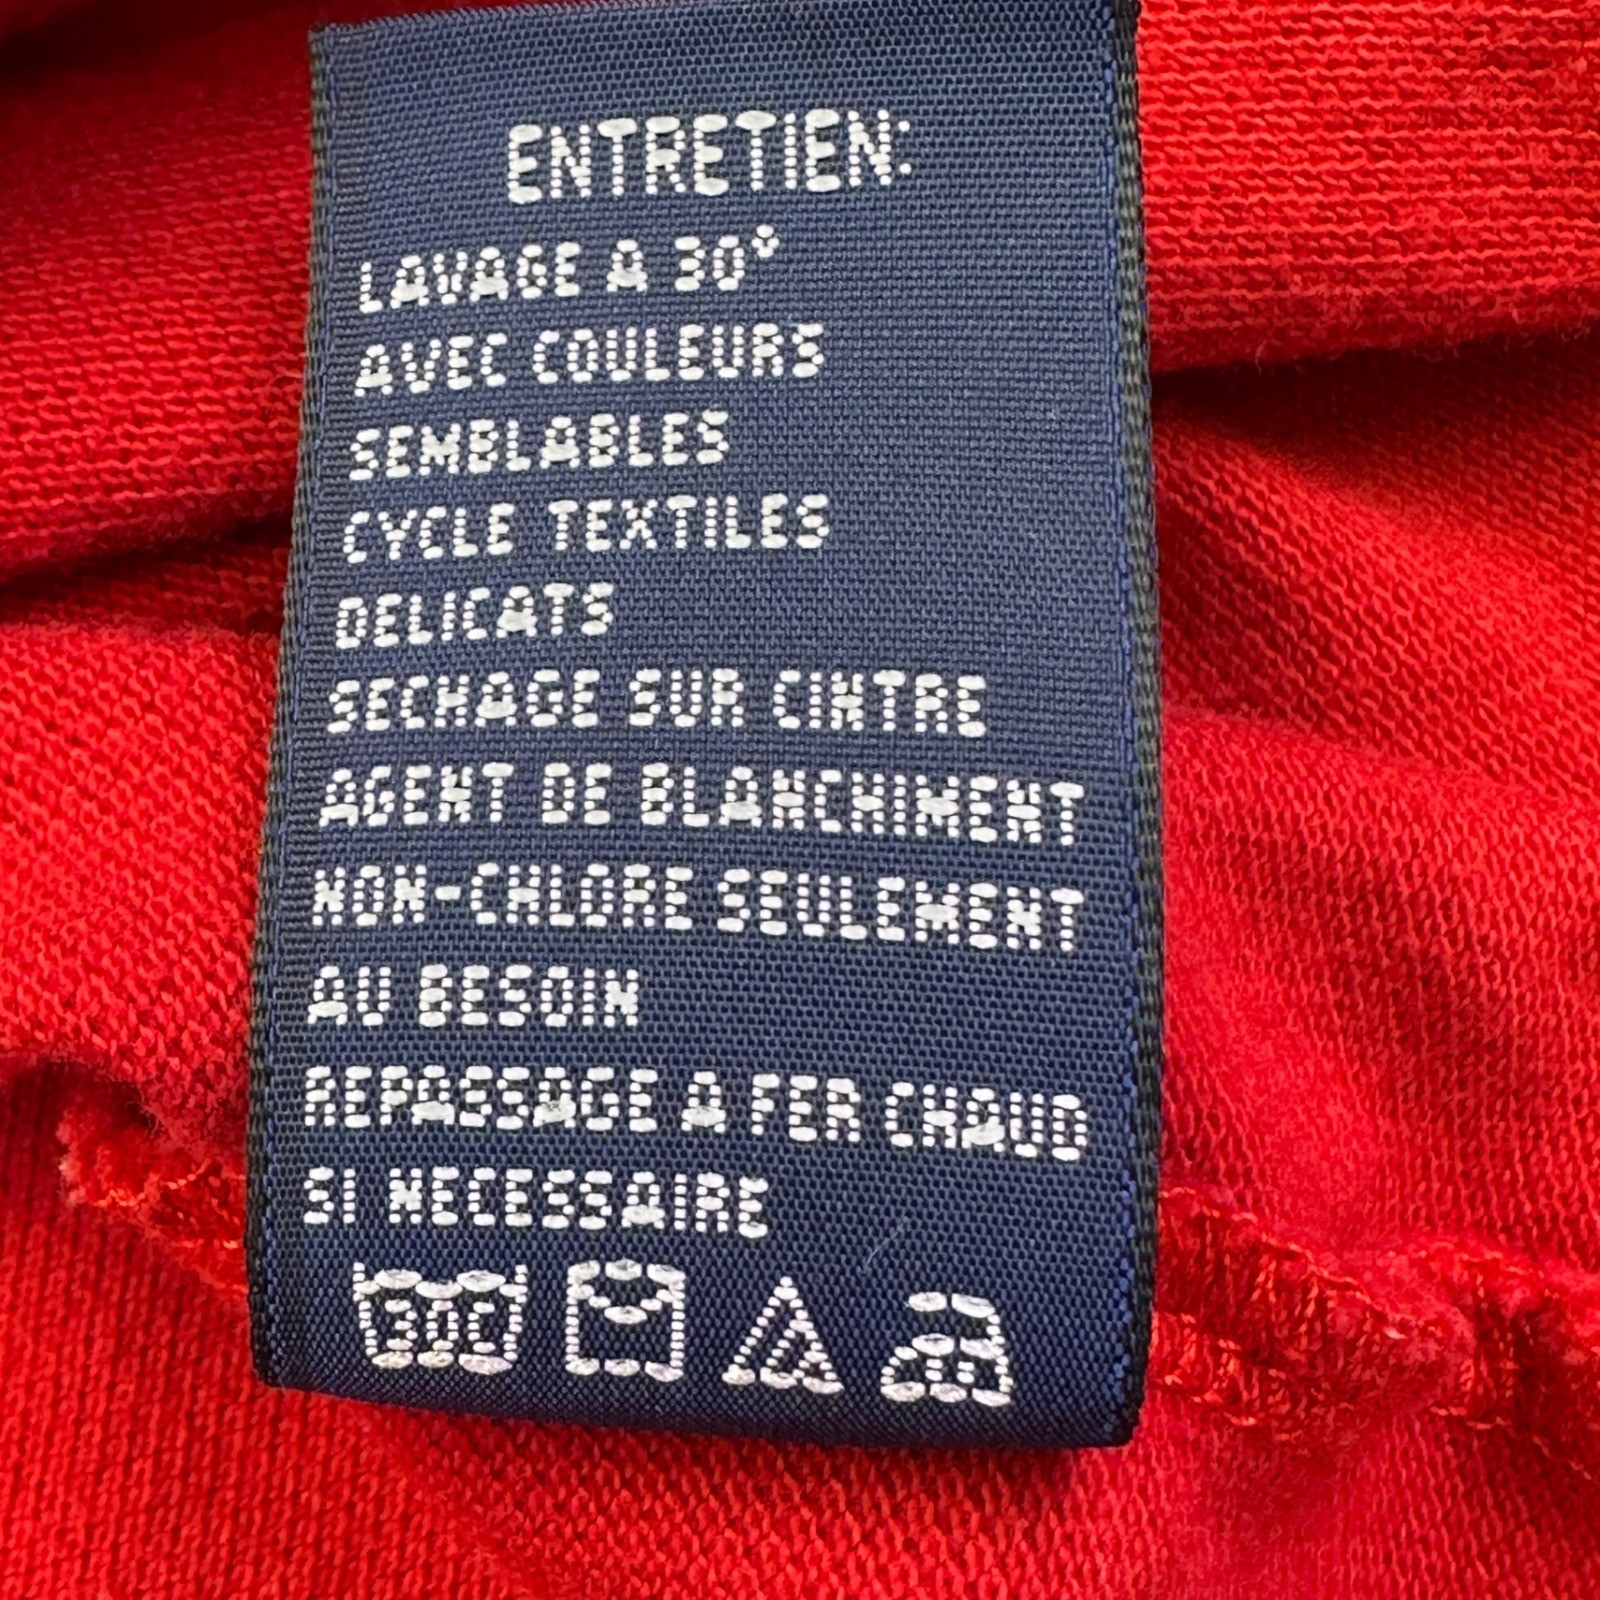 ENTRETIEN:
LAVAGE A 30°
AVEC COULEURS
SEMBLABLES
CYCLE TEXTILES
DELICATS
SECHAGE SUR CINTRE
AGENT DE BLANCHIMENT
NON-CHLORE SEULEMENT
AU BESOIN
REPASSAGE A FER CHAUD
SI NECESSAIRE
30C